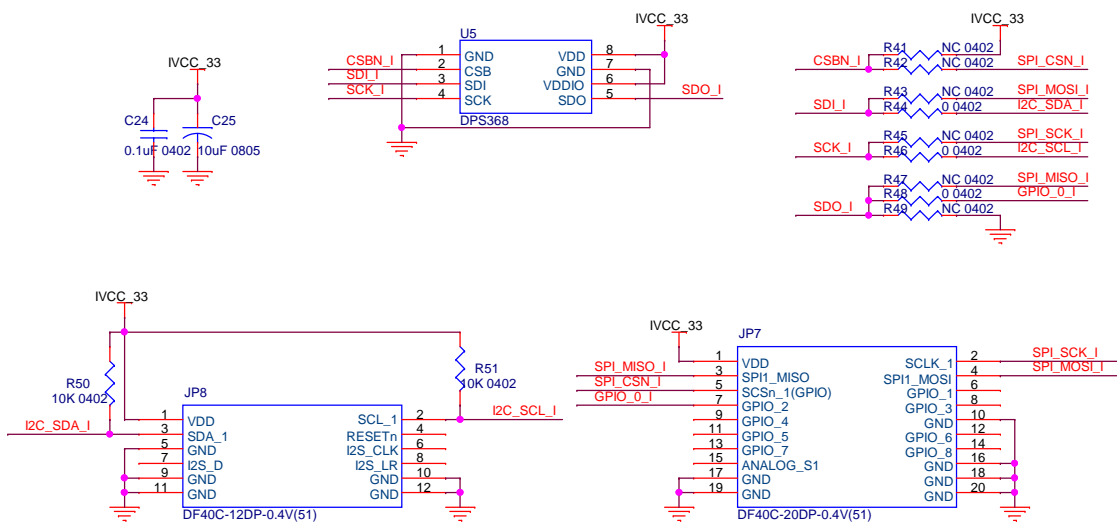 IVCC_33
C24
C25
0.1uF 0402
10uF 0805
U5
IVCC_33
1 GND VDD 8
CSBN_I 2 CSB GND 7
SDI_I 3 SDI VDDIO 6
SCK_I 4 SCK SDO 5 SDO_I
DPS368
IVCC_33
R41 NC 0402
CSBN_I R42 NC 0402 SPI_CSN_I
R43 NC 0402 SPI_MOSI_I
SDI_I R44 0 0402 I2C_SDA_I
R45 NC 0402 SPI_SCK_I
SCK_I R46 0 0402 I2C_SCL_I
R47 NC 0402 SPI_MISO_I
R48 0 0402 GPIO_0_I
SDO_I R49 NC 0402
IVCC_33
R50
10K 0402
R51
10K 0402
JP8
1 VDD SCL_1 2 I2C_SCL_I
I2C_SDA_I 3 SDA_1 RESETn 4
5 GND I2S_CLK 6
7 I2S_D I2S_LR 8
9 GND GND 10
11 GND GND 12
DF40C-12DP-0.4V(51)
IVCC_33
JP7
1 VDD SCLK_1 2 SPI_SCK_I
SPI_MISO_I 3 SPI1_MISO SPI1_MOSI 4 SPI_MOSI_I
SPI_CSN_I 5 SCSn_1(GPIO) GPIO_1 6
GPIO_0_I 7 GPIO_2 GPIO_3 8
9 GPIO_4 GND 10
11 GPIO_5 GPIO_6 12
13 GPIO_7 GPIO_8 14
15 ANALOG_S1 GND 16
17 GND GND 18
19 GND GND 20
DF40C-20DP-0.4V(51)